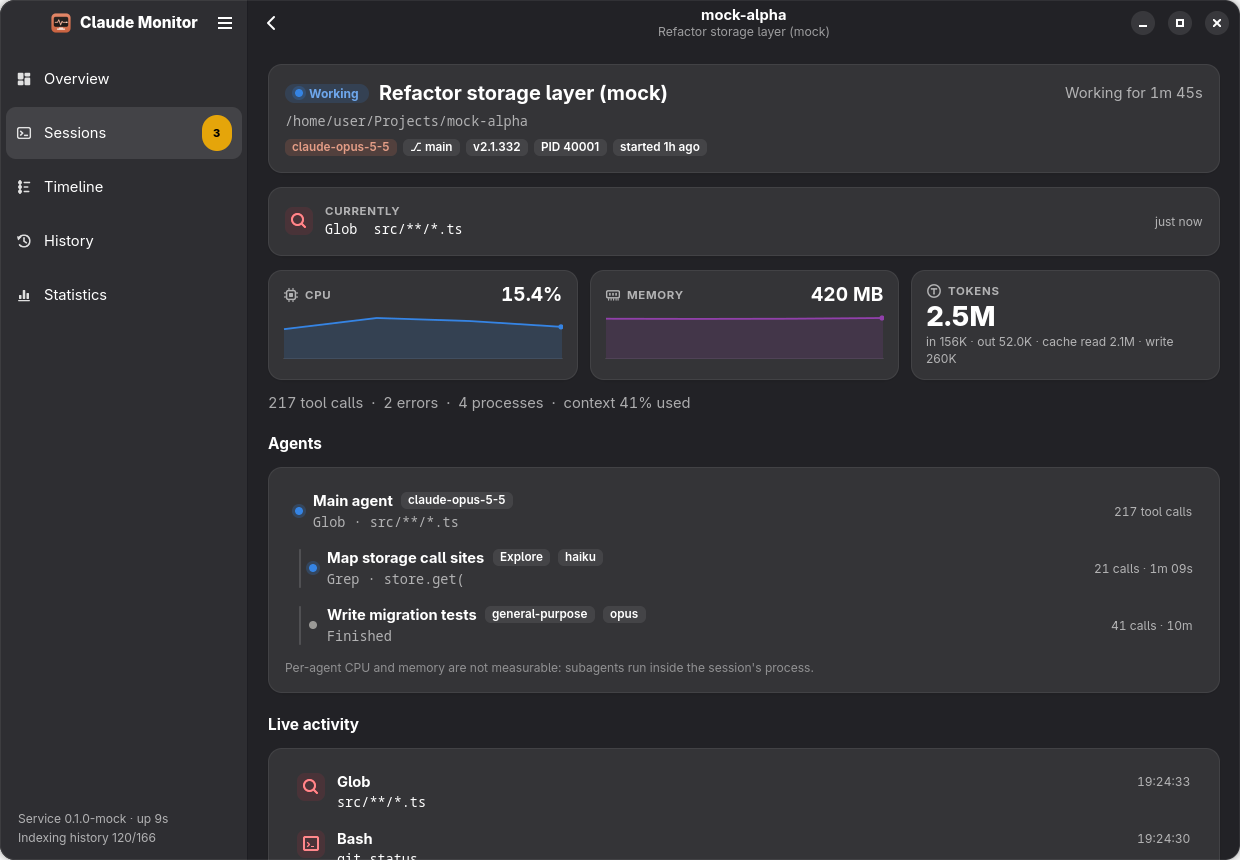 Claude Monitor
mock-alpha
Refactor storage layer (mock)
Overview
Sessions 3
Timeline
History
Statistics
Service 0.1.0-mock · up 9s
Indexing history 120/166
Working Refactor storage layer (mock) Working for 1m 45s
/home/user/Projects/mock-alpha
claude-opus-5-5 ⎇ main v2.1.332 PID 40001 started 1h ago
CURRENTLY
Glob src/**/*.ts just now
CPU 15.4%
MEMORY 420 MB
TOKENS
2.5M
in 156K · out 52.0K · cache read 2.1M · write
260K
217 tool calls · 2 errors · 4 processes · context 41% used
Agents
Main agent claude-opus-5-5
Glob · src/**/*.ts 217 tool calls
Map storage call sites Explore haiku
Grep · store.get( 21 calls · 1m 09s
Write migration tests general-purpose opus
Finished 41 calls · 10m
Per-agent CPU and memory are not measurable: subagents run inside the session's process.
Live activity
Glob 19:24:33
src/**/*.ts
Bash 19:24:30
git status